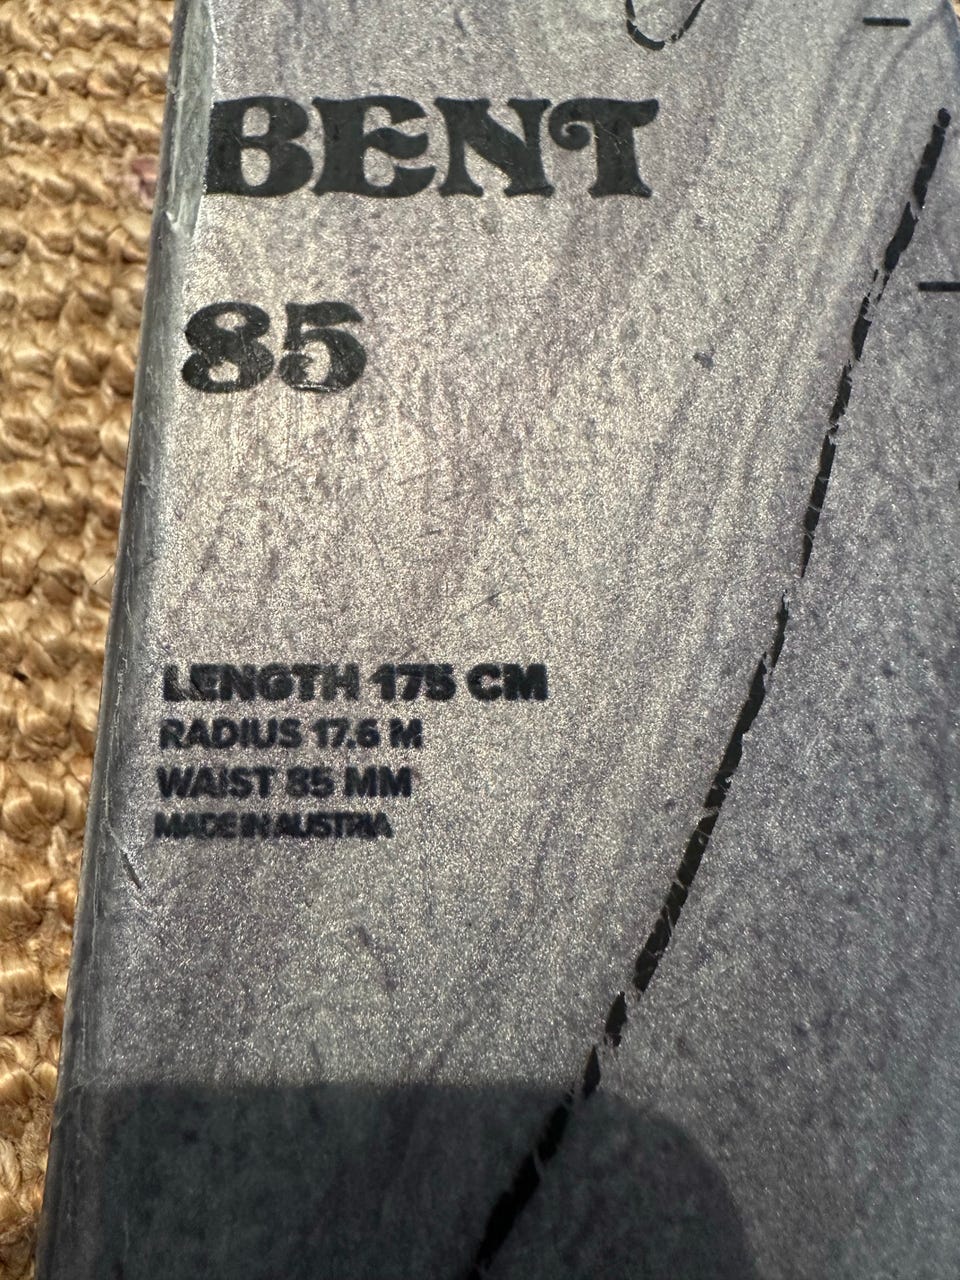 BENT
85
LENGTH 175 CM
RADIUS 17.6 M
WAIST 85 MM
MADE IN AUSTRIA